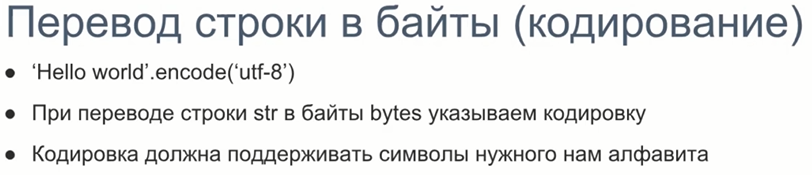 Перевод строки в байты (кодирование)
● ‘Hello world’.encode(‘utf-8’)
● При переводе строки str в байты bytes указываем кодировку
● Кодировка должна поддерживать символы нужного нам алфавита